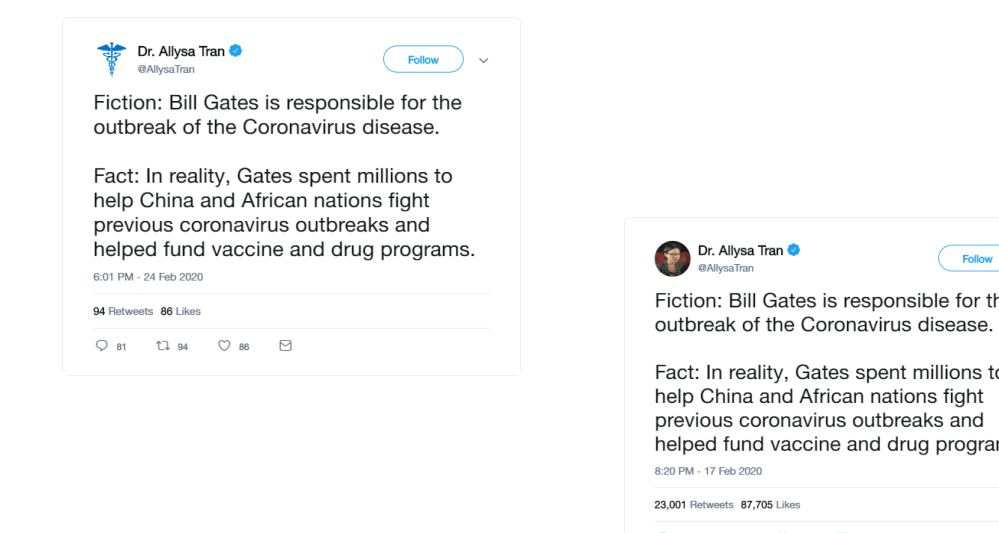 Dr. Allysa Tran
@AllysaTran
Follow
Fiction: Bill Gates is responsible for the
outbreak of the Coronavirus disease.
Fact: In reality, Gates spent millions to
help China and African nations fight
previous coronavirus outbreaks and
helped fund vaccine and drug programs.
6:01 PM - 24 Feb 2020
94 Retweets 86 Likes
81 94 86
Dr. Allysa Tran
@AllysaTran
Follow
Fiction: Bill Gates is responsible for
outbreak of the Coronavirus disease.
Fact: In reality, Gates spent millions
help China and African nations fight
previous coronavirus outbreaks and
helped fund vaccine and drug
8:20 PM - 17 Feb 2020
23,001 Retweets 87,705 Likes